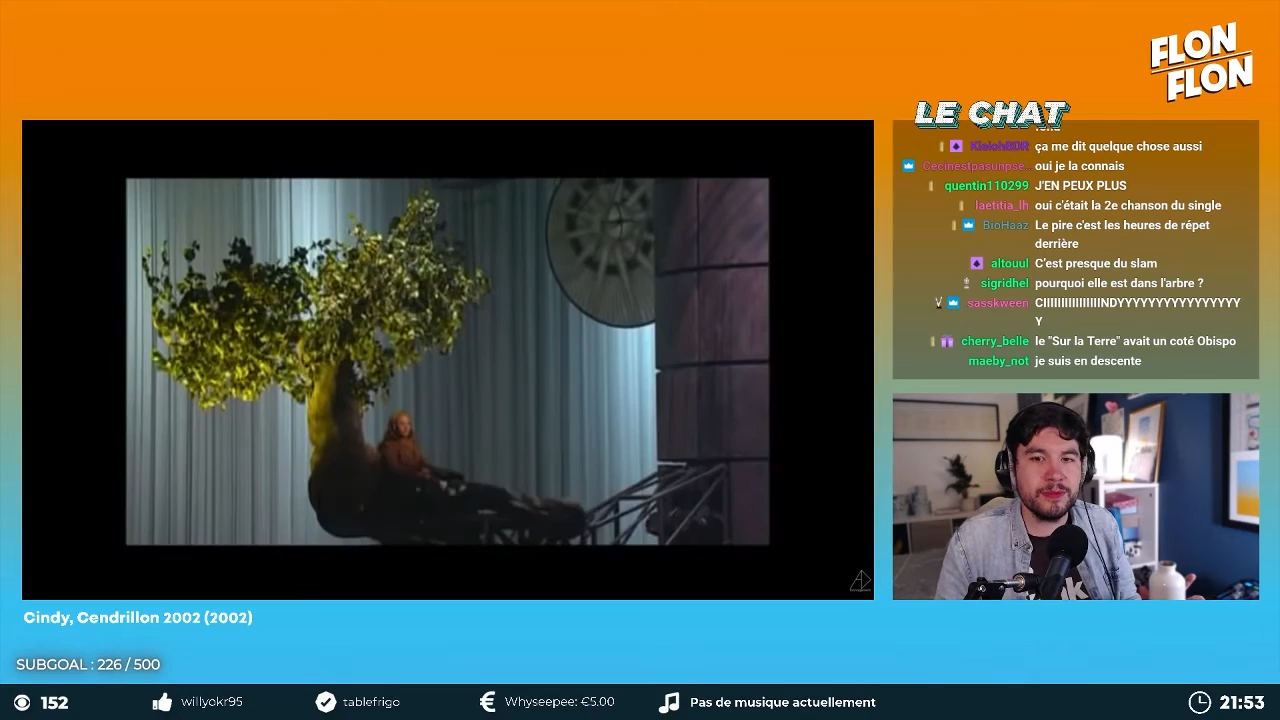 FLON
FLON
LE CHAT
KlolohBDR ça me dit quelque chose aussi
Cecinestpasunpse... oui je la connais
quentin110299 J'EN PEUX PLUS
laetitia_lh oui c'était la 2e chanson du single
BioHaaz Le pire c'est les heures de répet
derrière
altouul C'est presque du slam
sigridhel pourquoi elle est dans l'arbre ?
sasskween CIIIIIIIIIIIIIIIINDYYYYYYYYYYYYYYYY
Y
cherry_belle le "Sur la Terre" avait un coté Obispo
maeby_not je suis en descente
Cindy, Cendrillon 2002 (2002)
SUBGOAL : 226 / 500
152 willyokr95 tablefrigo Whyseepee: €5.00 Pas de musique actuellement 21:53